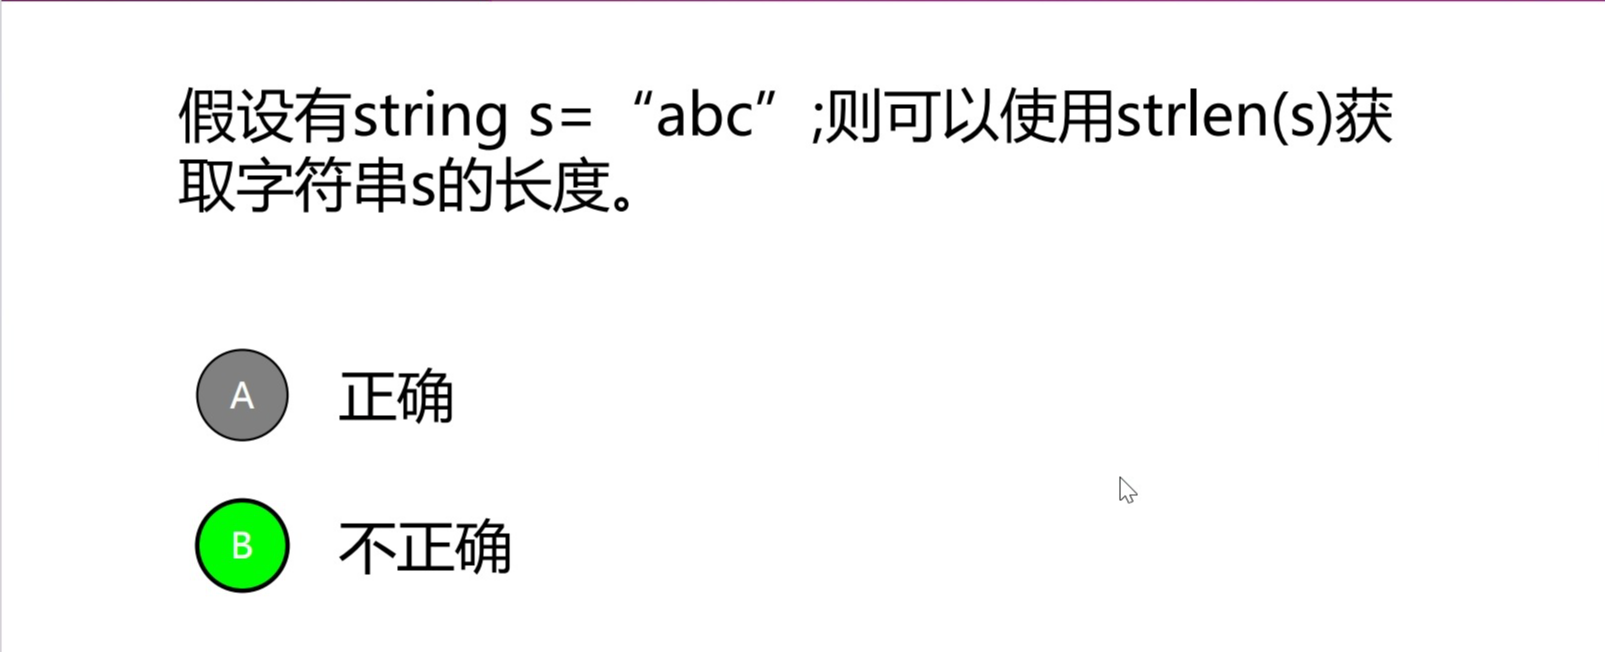 假设有string s=“abc”;则可以使用strlen(s)获
取字符串s的长度。
A 正确
B 不正确